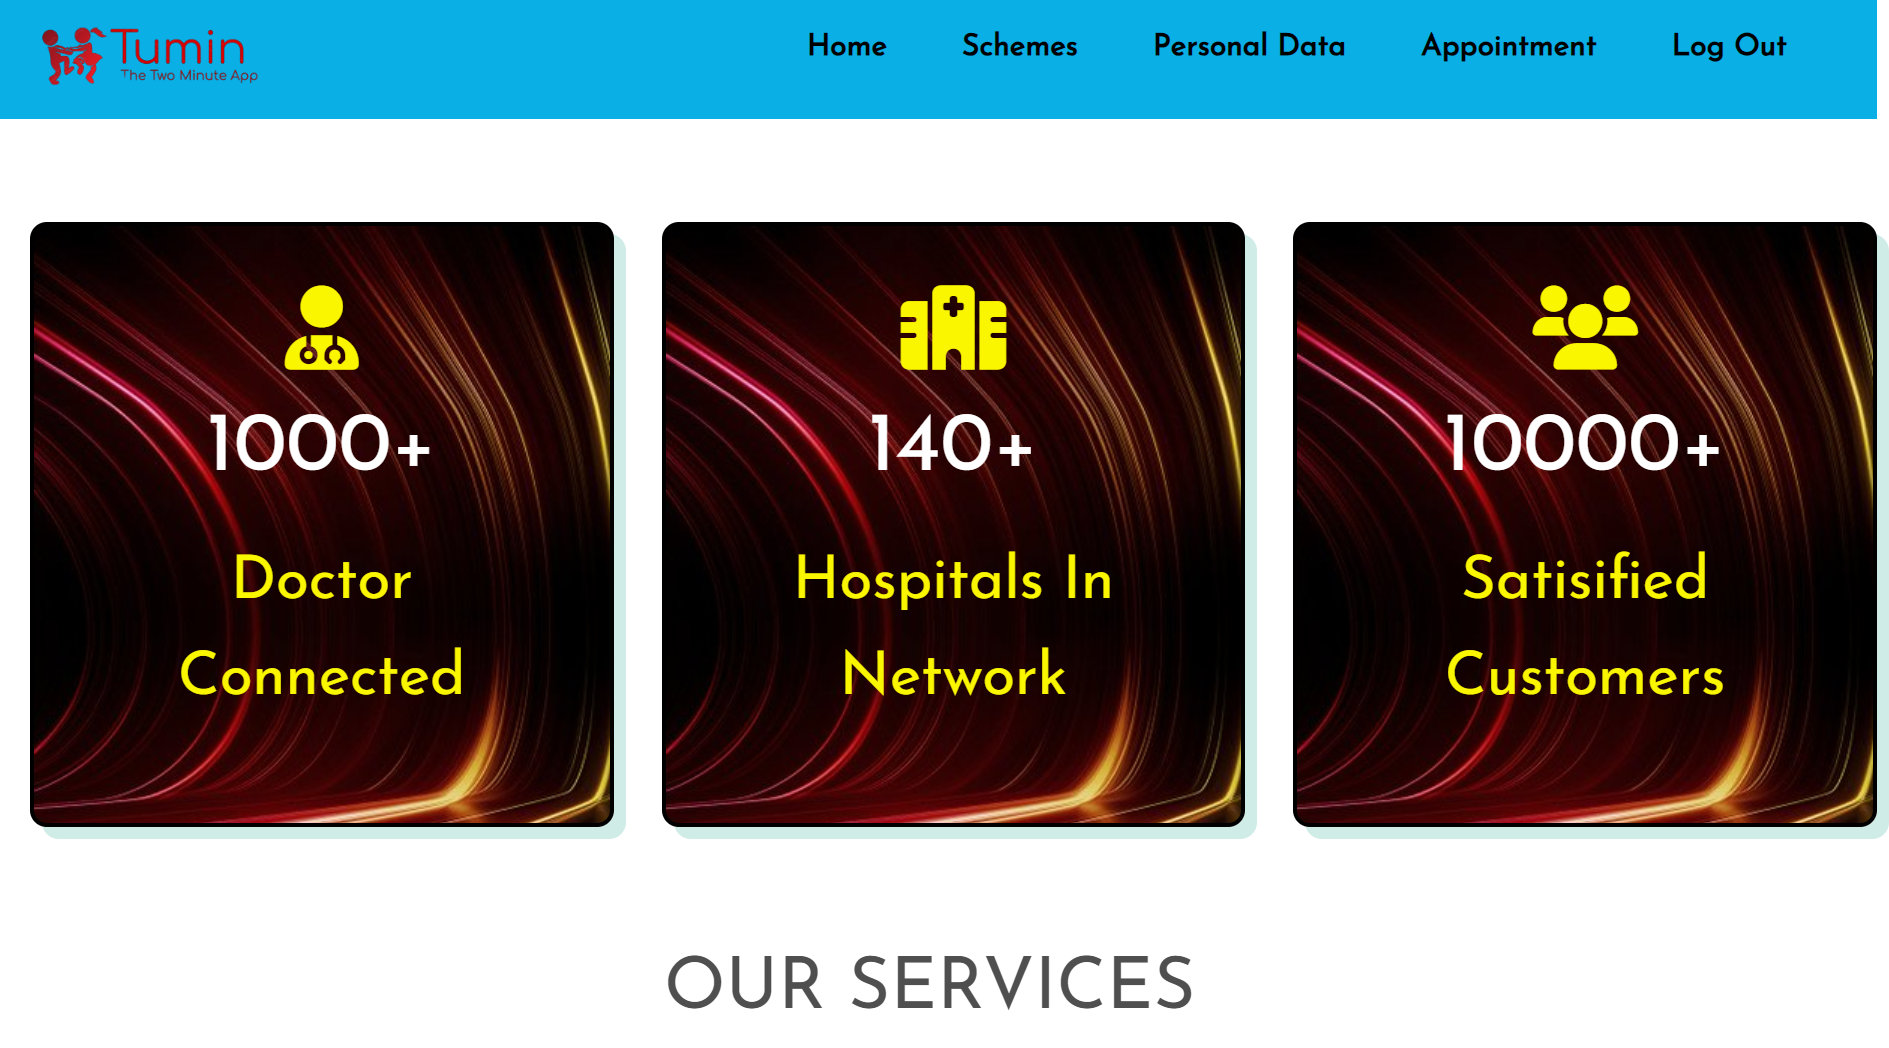 Tumin
The Two Minute App
Home Schemes Personal Data Appointment Log Out
1000+
Doctor
Connected
140+
Hospitals In
Network
10000+
Satisified
Customers
OUR SERVICES